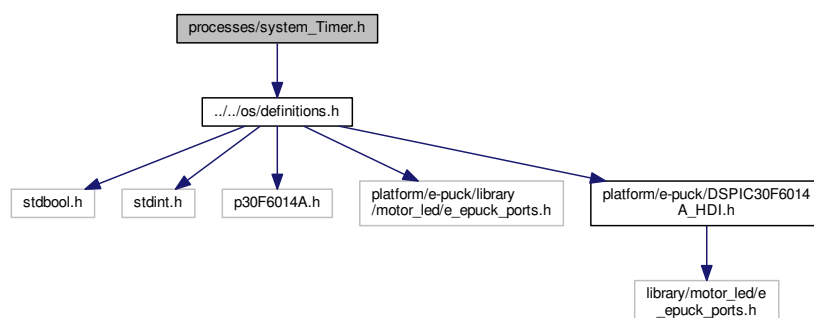 processes/system_Timer.h
../../os/definitions.h
stdbool.h
stdint.h
p30F6014A.h
platform/e-puck/library
/motor_led/e_epuck_ports.h
platform/e-puck/DSPIC30F6014
A_HDI.h
library/motor_led/e
_epuck_ports.h